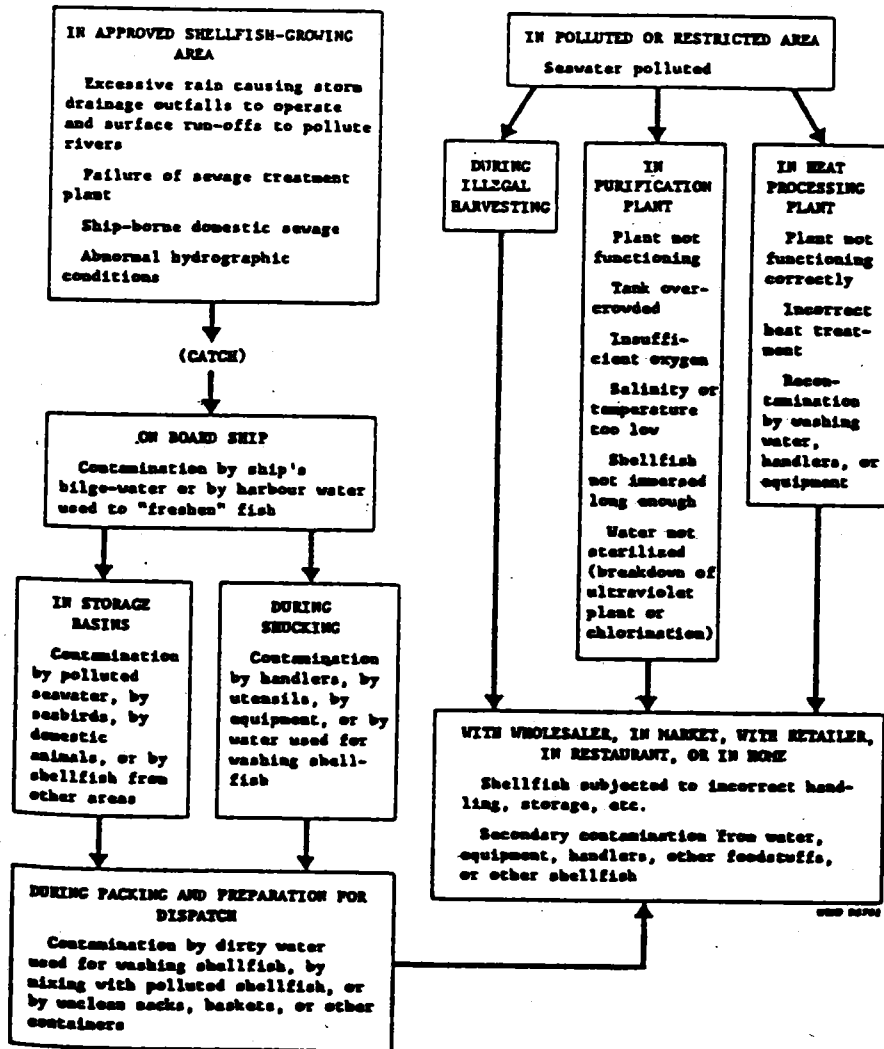 IN APPROVED SHELLFISH-GROWING
AREA
Excessive rain causing storm
drainage outfalls to operate
and surface run-offs to pollute
rivers
Failure of sewage treatment
plant
Ship-borne domestic sewage
Abnormal hydrographic
conditions
(CATCH)
ON BOARD SHIP
Contamination by ship's
bilge-water or by harbour water
used to "freshen" fish
IN STORAGE
BASINS
Contamination
by polluted
seawater, by
seabirds, by
domestic
animals, or by
shellfish from
other areas
DURING
SHOCKING
Contamination
by handlers, by
utensils, by
equipment, or by
water used for
washing shell-
fish
DURING PACKING AND PREPARATION FOR
DISPATCH
Contamination by dirty water
used for washing shellfish, by
mixing with polluted shellfish, or
by unclean sacks, baskets, or other
containers
IN POLLUTED OR RESTRICTED AREA
Seawater polluted
DURING
ILLEGAL
HARVESTING
IN
PURIFICATION
PLANT
Plant not
functioning
Tank over-
crowded
Insuffi-
cient oxygen
Salinity or
temperature
too low
Shellfish
not immersed
long enough
Water not
sterilized
(breakdown of
ultraviolet
plant or
chlorination)
IN HEAT
PROCESSING
PLANT
Plant not
functioning
correctly
Incorrect
heat treat-
ment
Recon-
tamination
by washing
water,
handlers, or
equipment
WITH WHOLESALER, IN MARKET, WITH RETAILER,
IN RESTAURANT, OR IN HOME
Shellfish subjected to incorrect hand-
ling, storage, etc.
Secondary contamination from water,
equipment, handlers, other foodstuffs,
or other shellfish